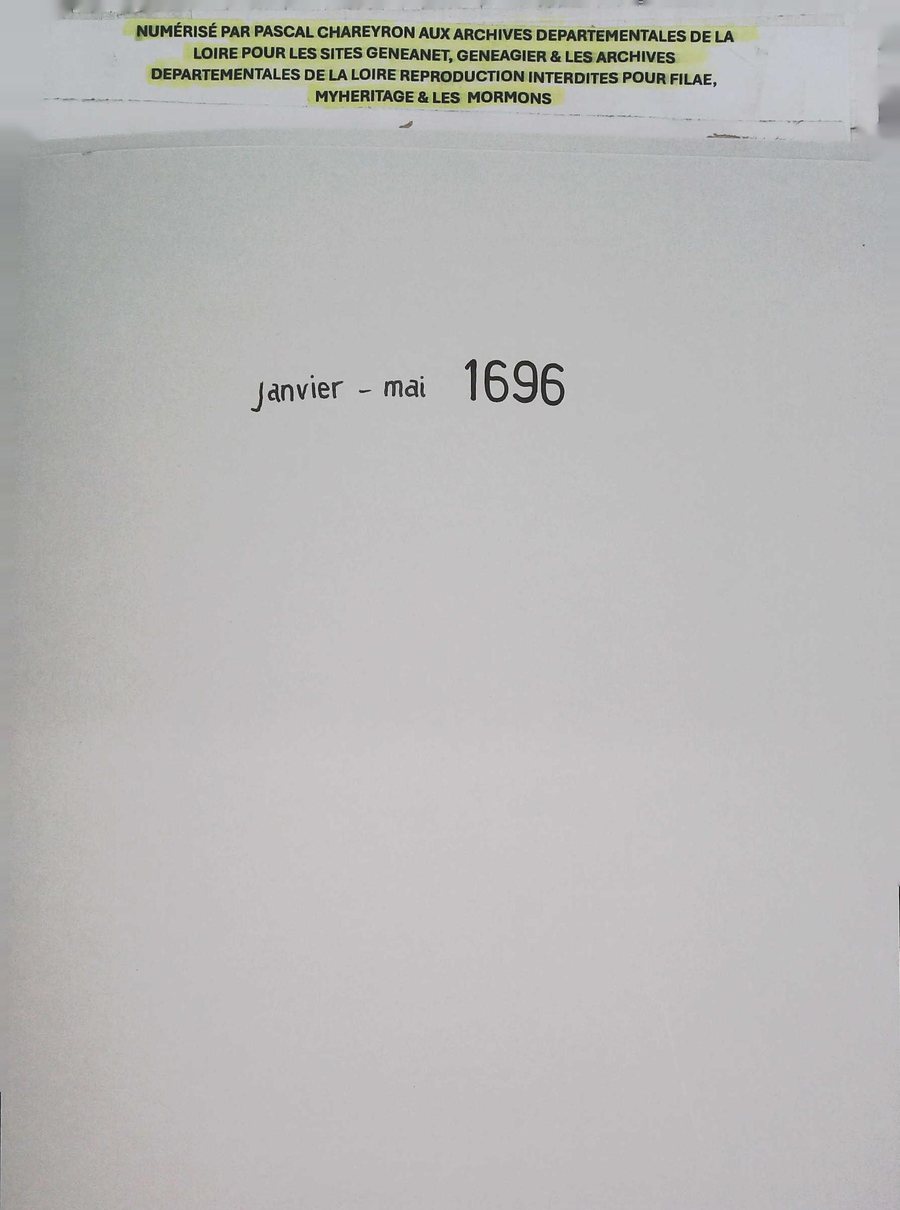 NUMÉRISÉ PAR PASCAL CHAREYRON AUX ARCHIVES DEPARTEMENTALES DE LA
LOIRE POUR LES SITES GENEANET, GENEAGIER & LES ARCHIVES
DEPARTEMENTALES DE LA LOIRE REPRODUCTION INTERDITES POUR FILAE,
MYHERITAGE & LES MORMONS
Janvier - mai 1696